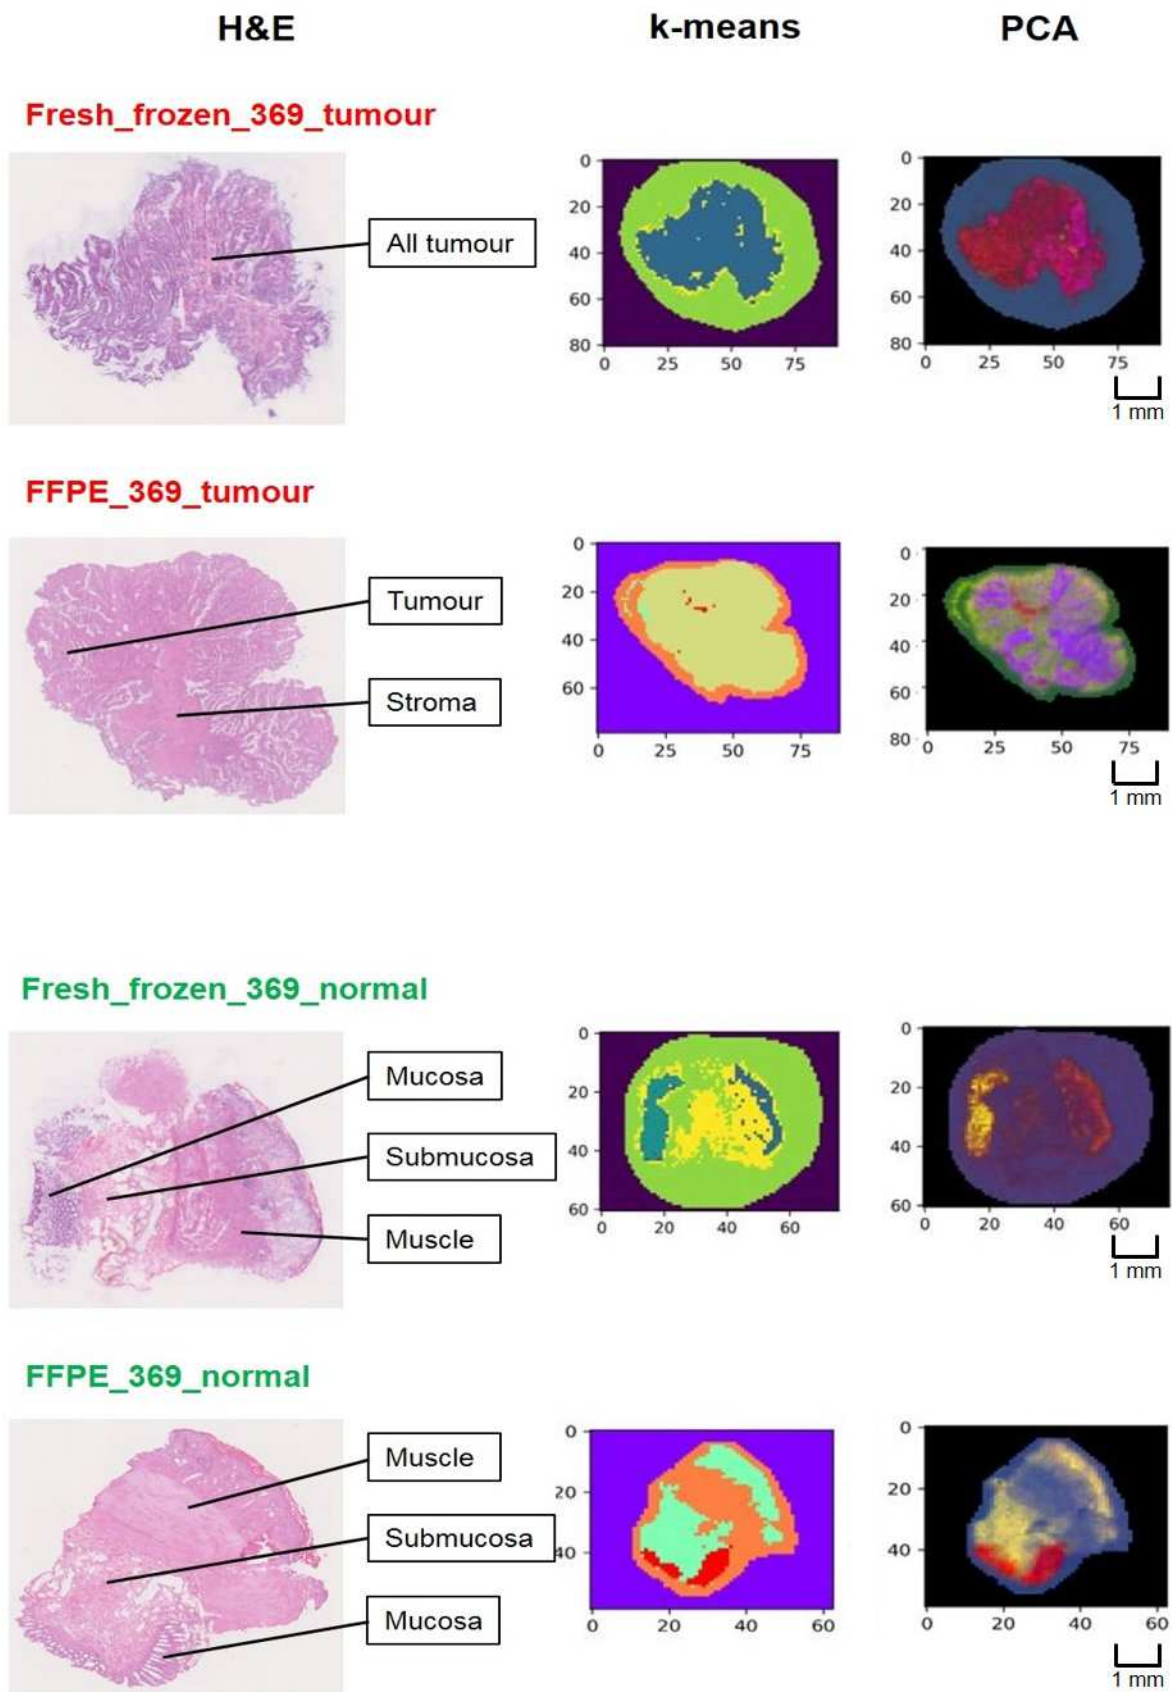 H&E
k-means
PCA
Fresh_frozen_369_tumour
All tumour
0
20
40
60
80
0 25 50 75
0
20
40
60
80
0 25 50 75
1 mm
FFPE_369_tumour
Tumour
Stroma
0
20
40
60
0 25 50 75
0
20
40
60
80
0 25 50 75
1 mm
Fresh_frozen_369_normal
Mucosa
Submucosa
Muscle
0
20
40
60
0 20 40 60
0
20
40
60
0 20 40 60
1 mm
FFPE_369_normal
Muscle
Submucosa
Mucosa
0
20
40
0 20 40 60
0
20
40
0 20 40 60
1 mm